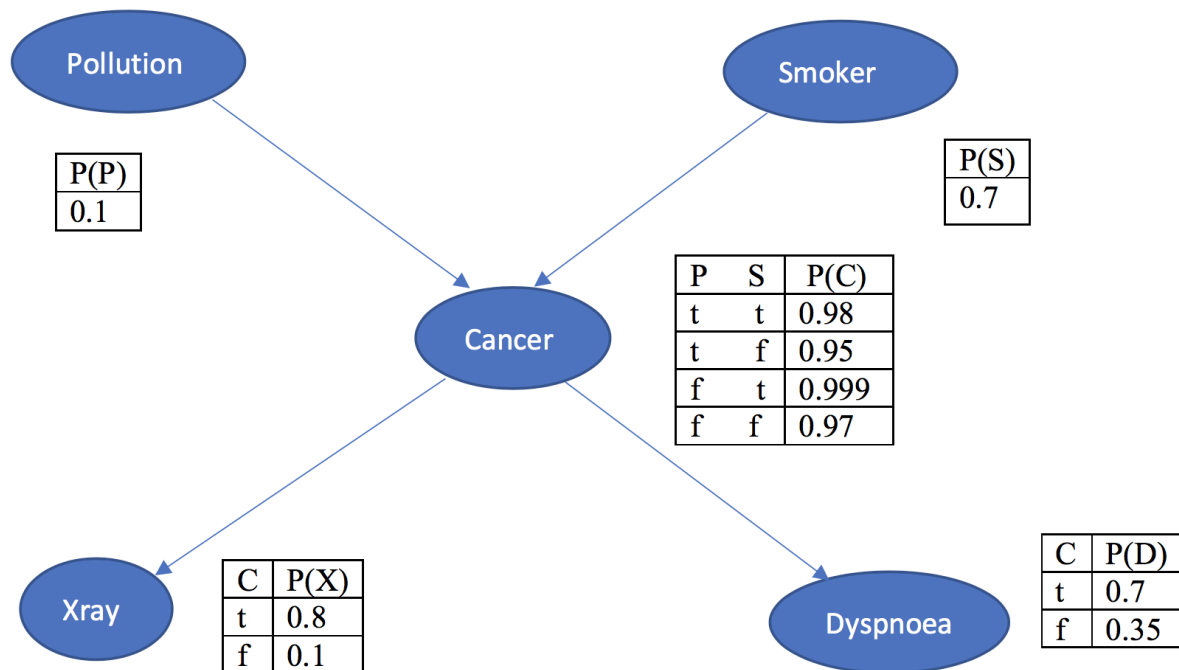 Pollution
Smoker
P(P)
0.1
P(S)
0.7
P S P(C)
t t 0.98
t f 0.95
f t 0.999
f f 0.97
Cancer
Xray
C P(X)
t 0.8
f 0.1
Dyspnoea
C P(D)
t 0.7
f 0.35